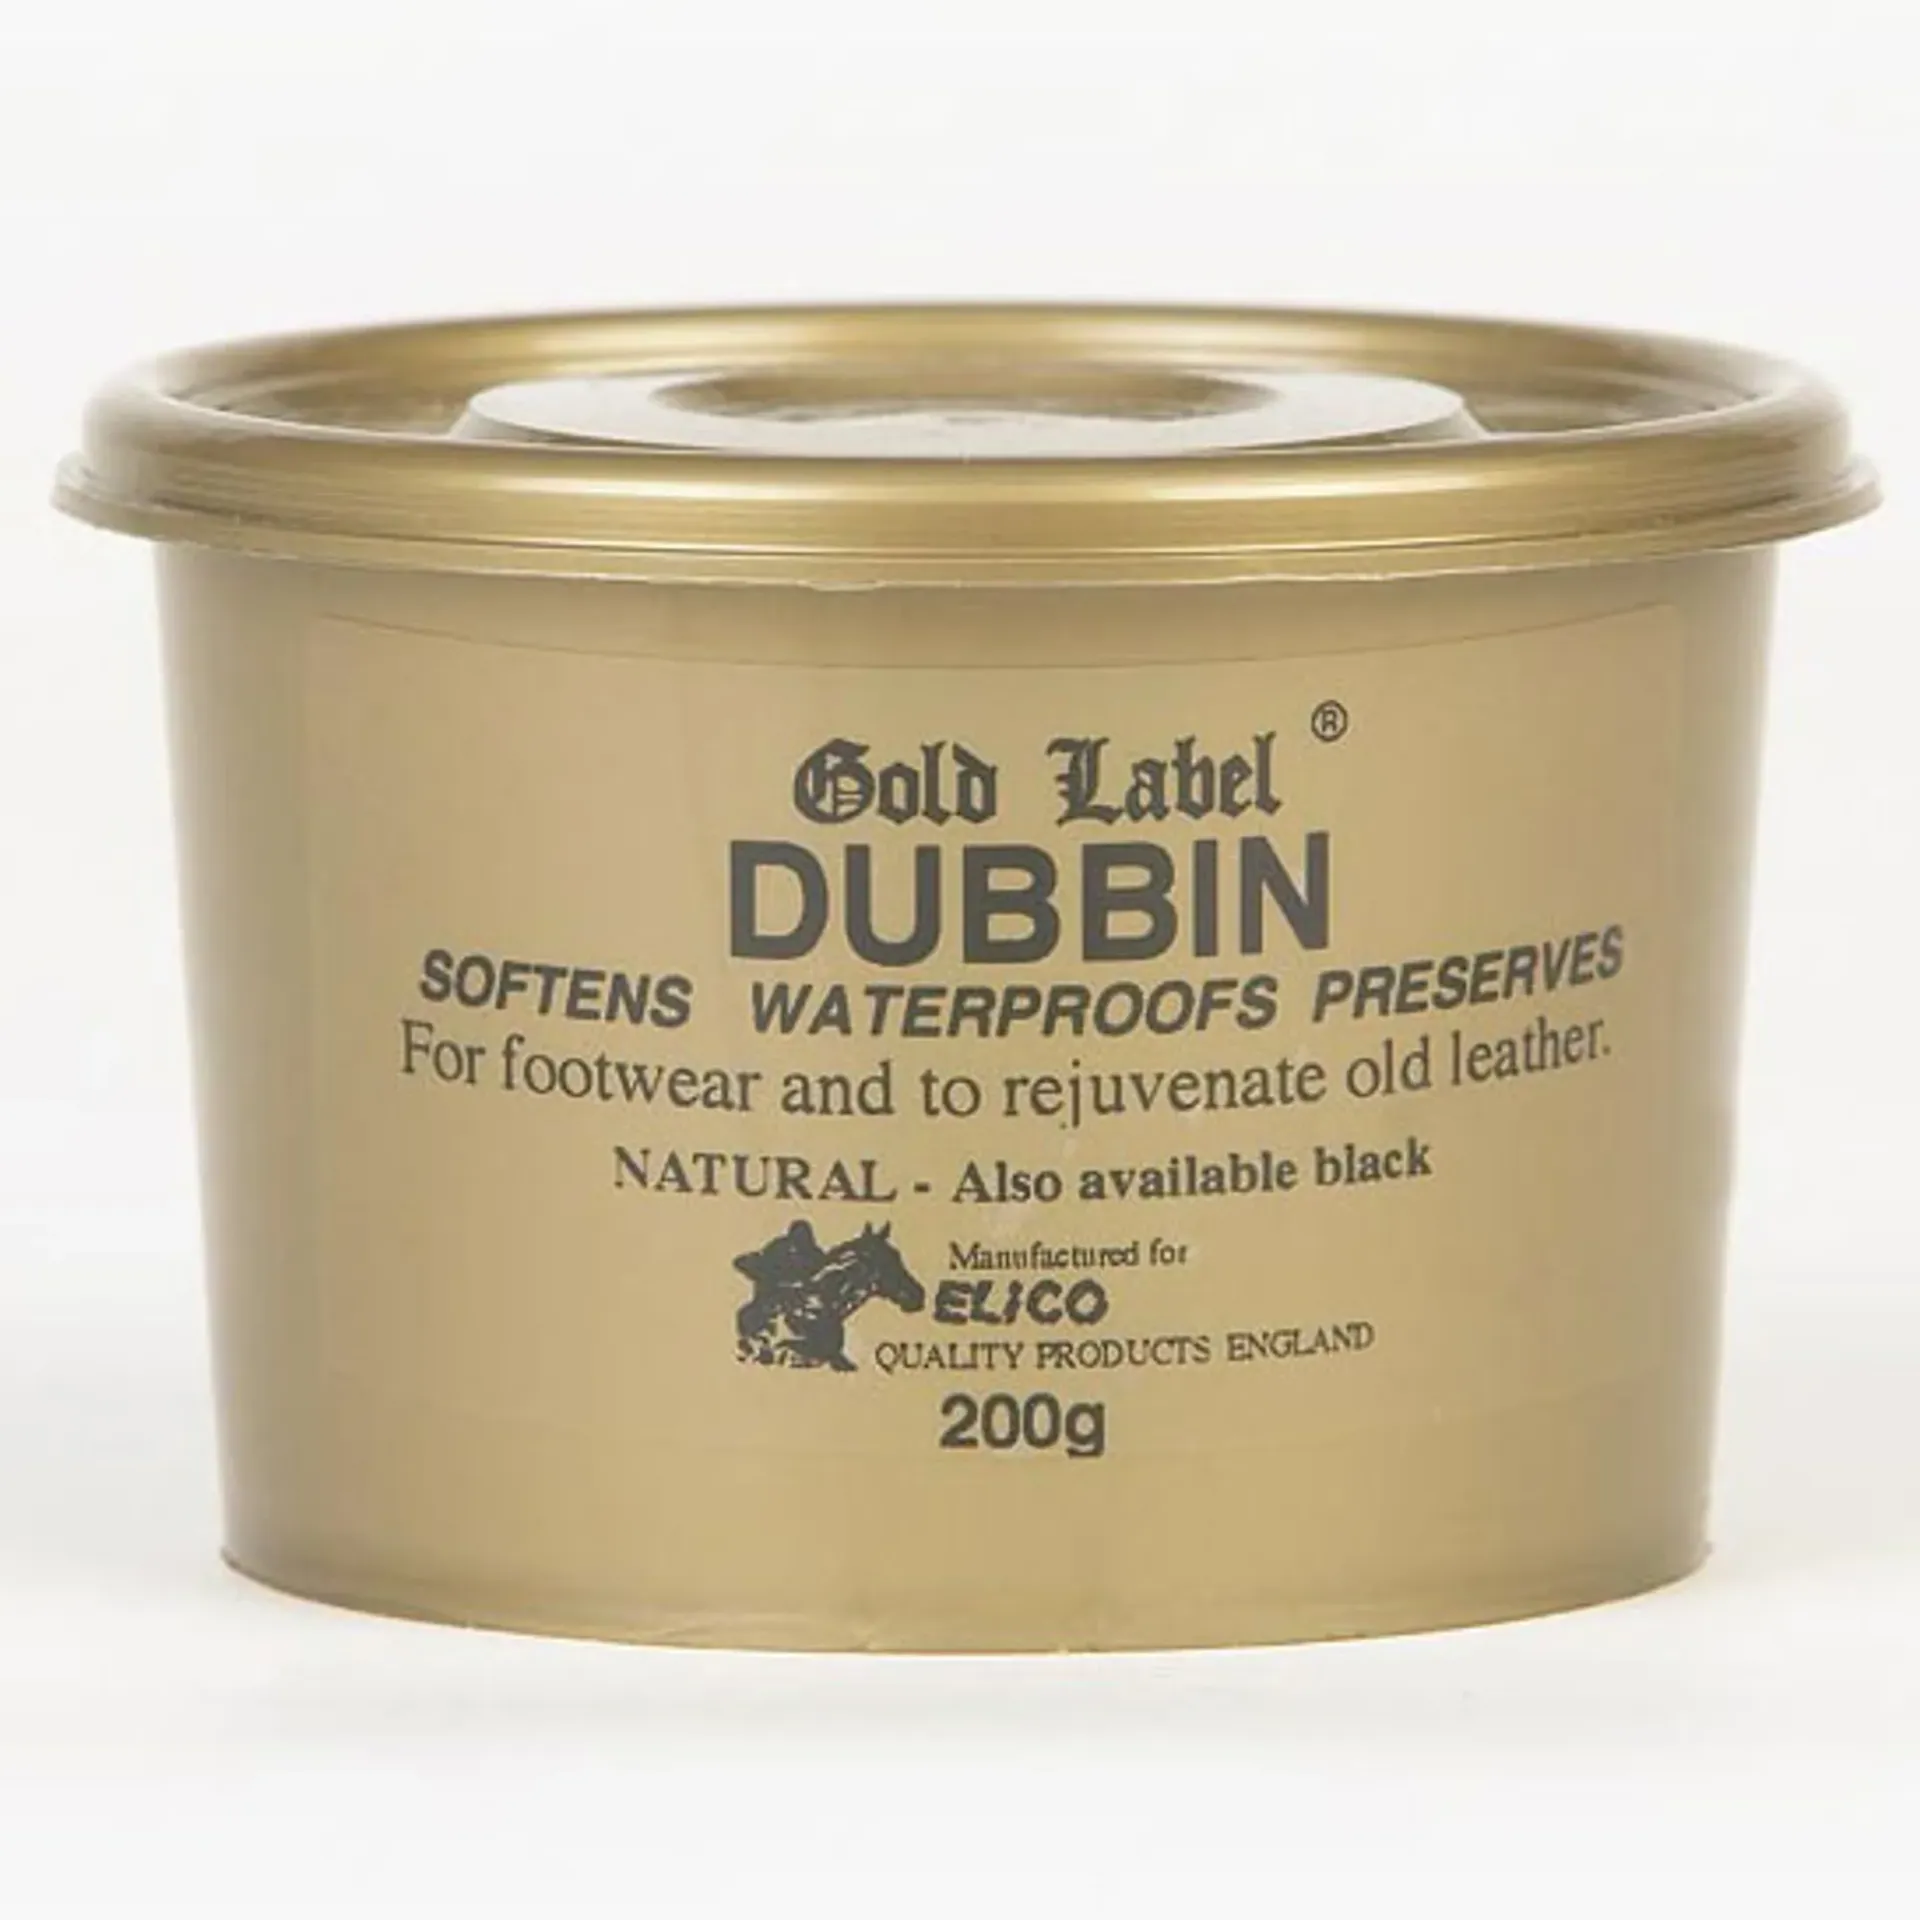 Gold Label ®
DUBBIN
SOFTENS WATERPROOFS PRESERVES
For footwear and to rejuvenate old leather.
NATURAL - Also available black
Manufactured for
ELICO
QUALITY PRODUCTS ENGLAND
200g